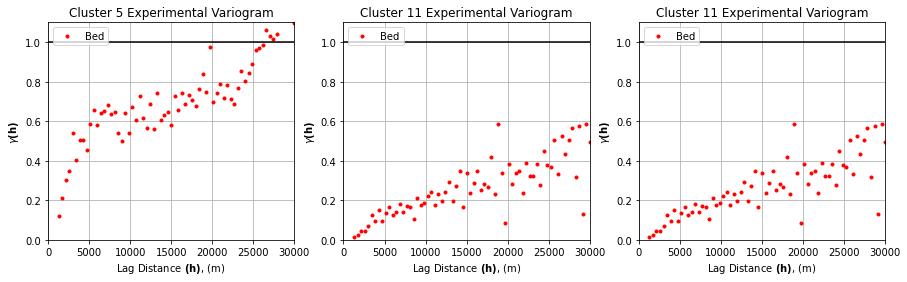 Cluster 5 Experimental Variogram
Bed
1.0
0.8
0.6
0.4
0.2
0.0
γ(h)
0 5000 10000 15000 20000 25000 30000
Lag Distance (h), (m)
Cluster 11 Experimental Variogram
Bed
1.0
0.8
0.6
0.4
0.2
0.0
γ(h)
0 5000 10000 15000 20000 25000 30000
Lag Distance (h), (m)
Cluster 11 Experimental Variogram
Bed
1.0
0.8
0.6
0.4
0.2
0.0
γ(h)
0 5000 10000 15000 20000 25000 30000
Lag Distance (h), (m)